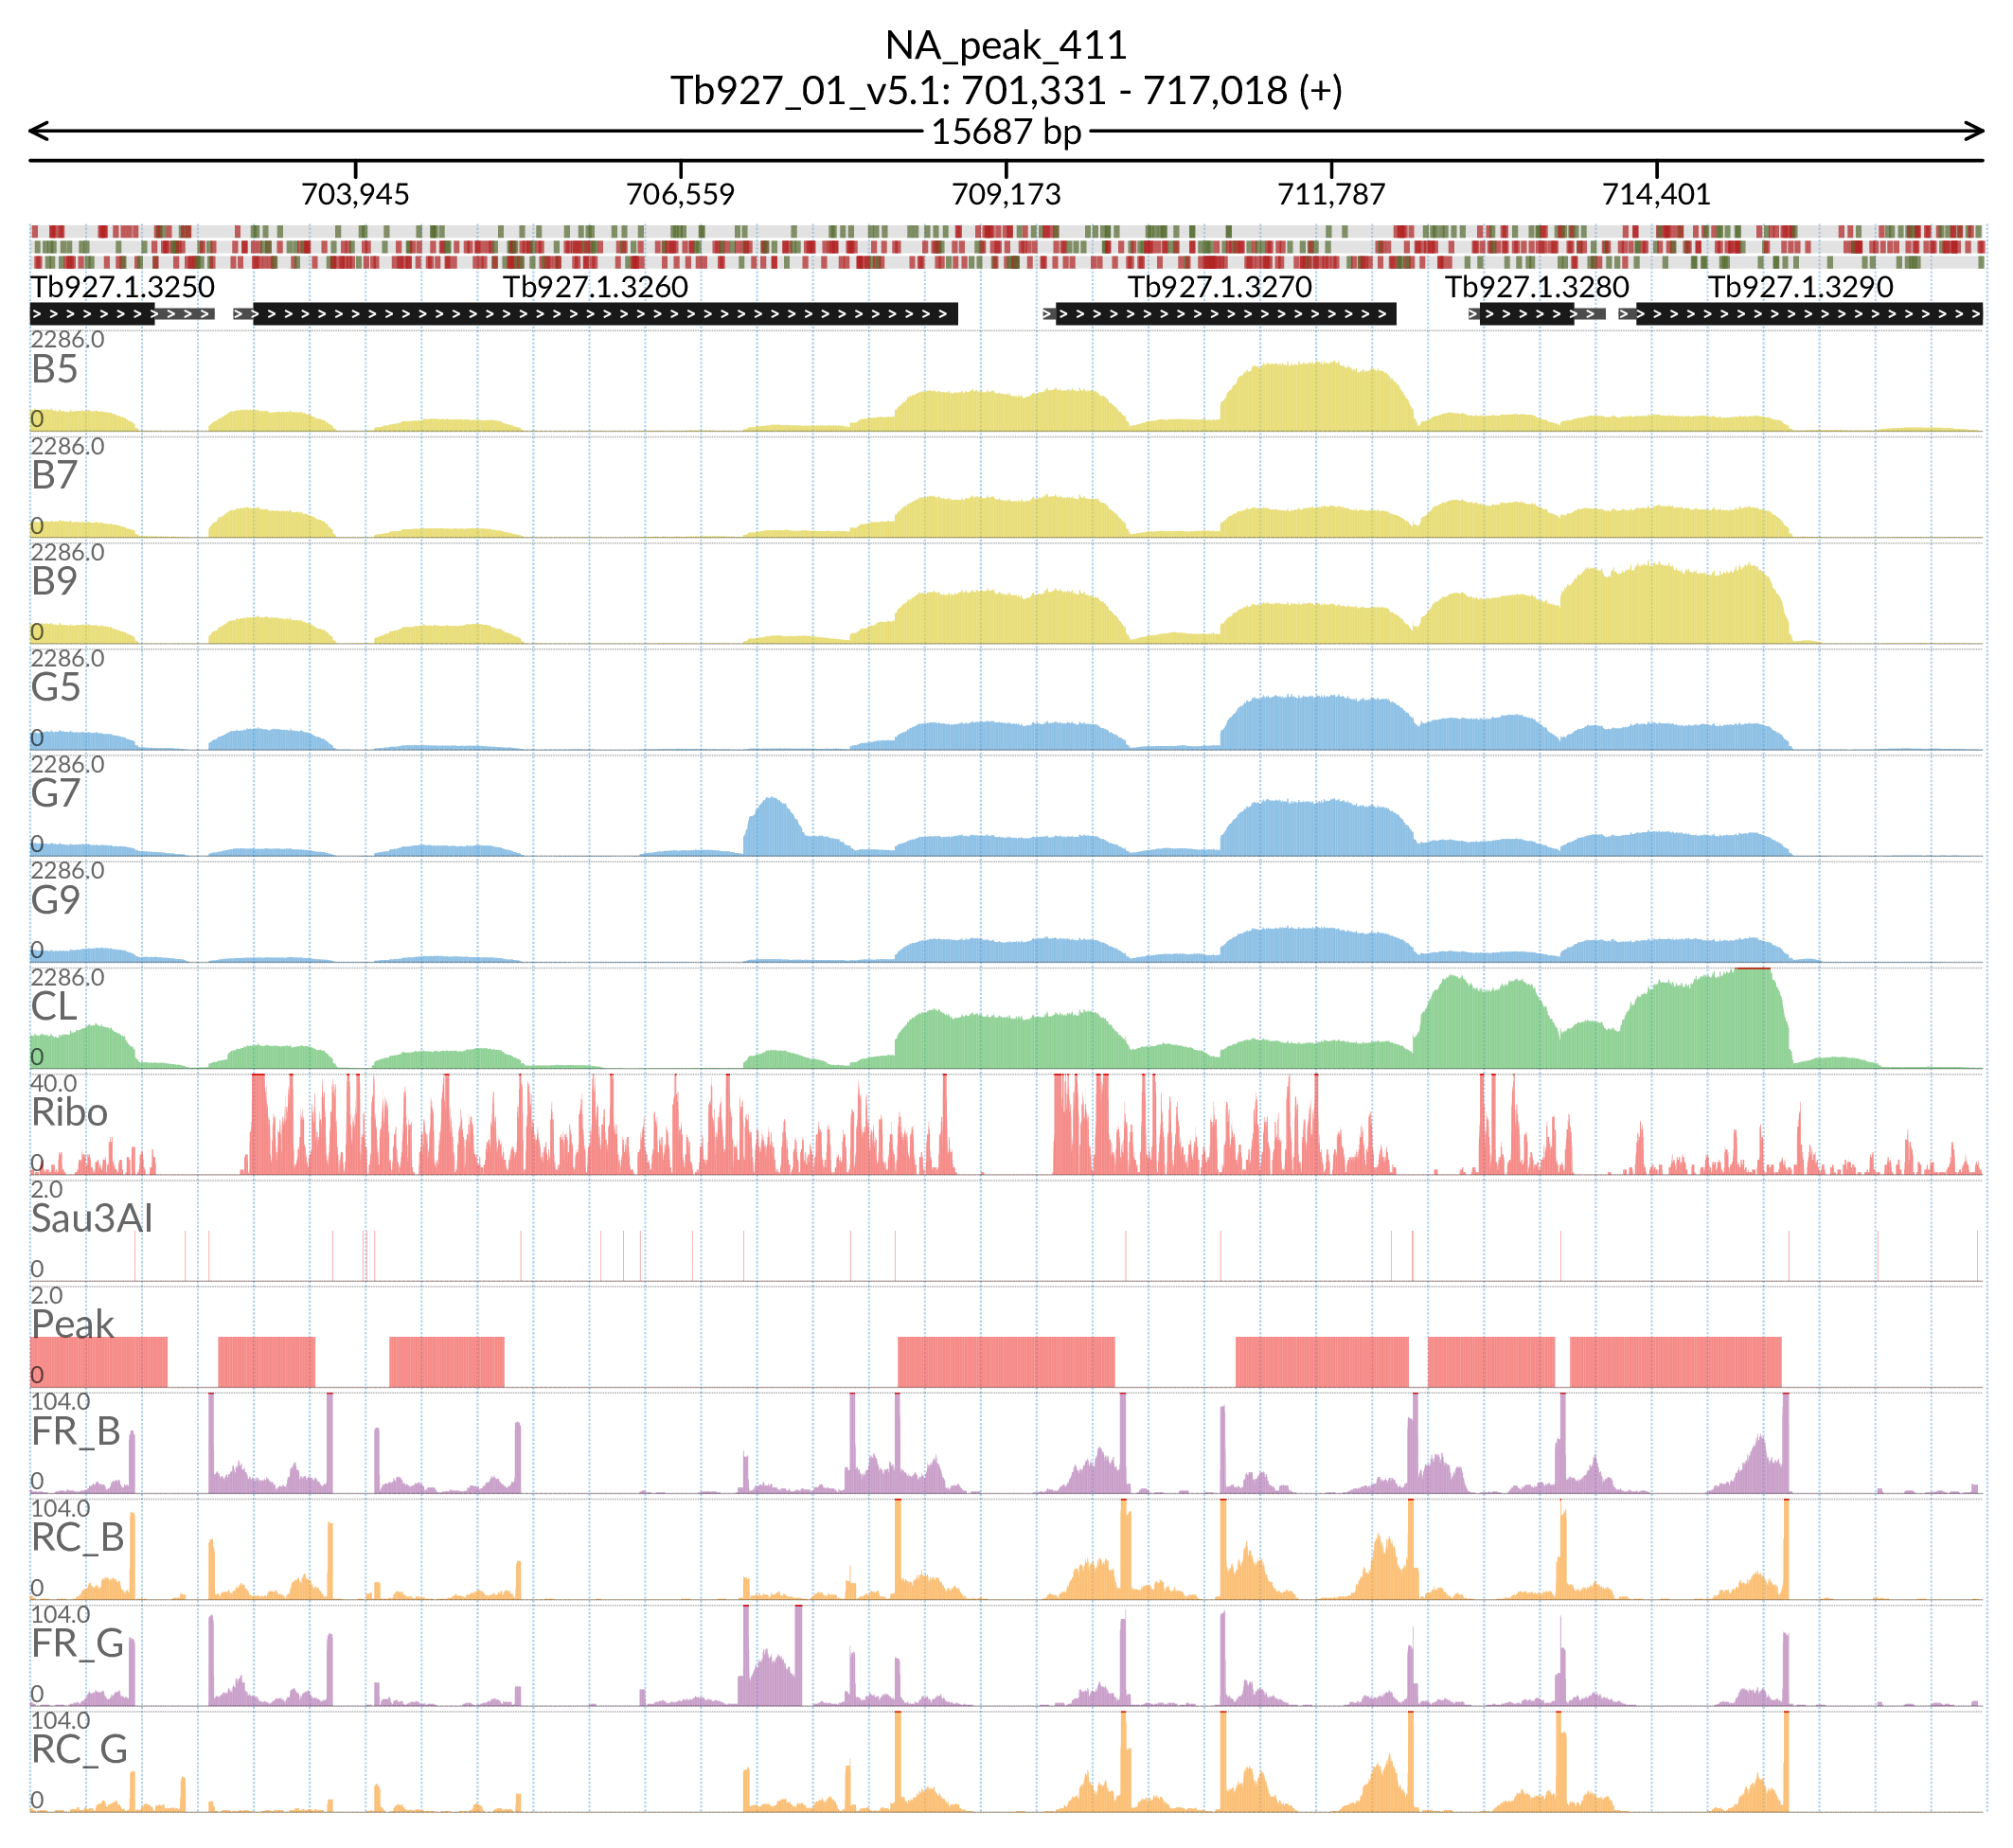 NA_peak_411
Tb927_01_v5.1: 701,331 - 717,018 (+)
15687 bp
703,945 706,559 709,173 711,787 714,401
Tb927.1.3250 Tb927.1.3260 Tb927.1.3270 Tb927.1.3280 Tb927.1.3290
2286.0
B5
0
2286.0
B7
0
2286.0
B9
0
2286.0
G5
0
2286.0
G7
0
2286.0
G9
0
2286.0
CL
0
40.0
Ribo
0
2.0
Sau3AI
0
2.0
Peak
0
104.0
FR_B
0
104.0
RC_B
0
104.0
FR_G
0
104.0
RC_G
0